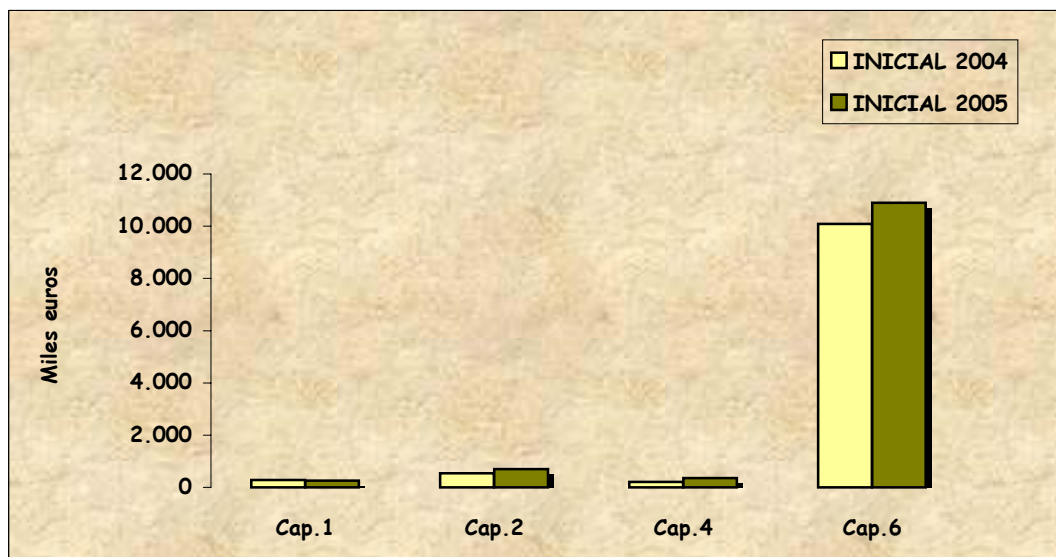 INICIAL 2004
INICIAL 2005
12.000
10.000
8.000
6.000
4.000
2.000
0
Miles euros
Cap.1 Cap.2 Cap.4 Cap.6